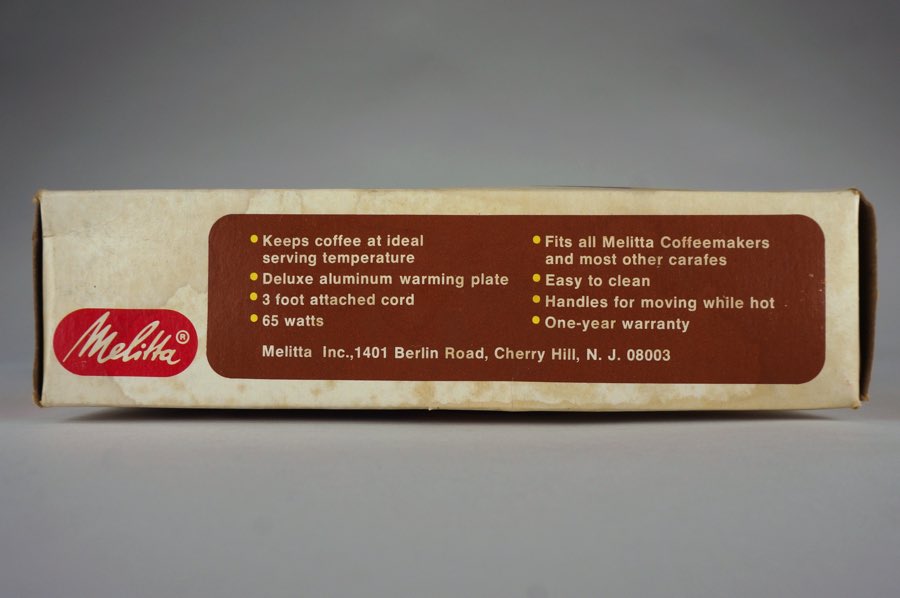 Melitta®
• Keeps coffee at ideal
serving temperature
• Deluxe aluminum warming plate
• 3 foot attached cord
• 65 watts
• Fits all Melitta Coffeemakers
and most other carafes
• Easy to clean
• Handles for moving while hot
• One-year warranty
Melitta Inc.,1401 Berlin Road, Cherry Hill, N. J. 08003